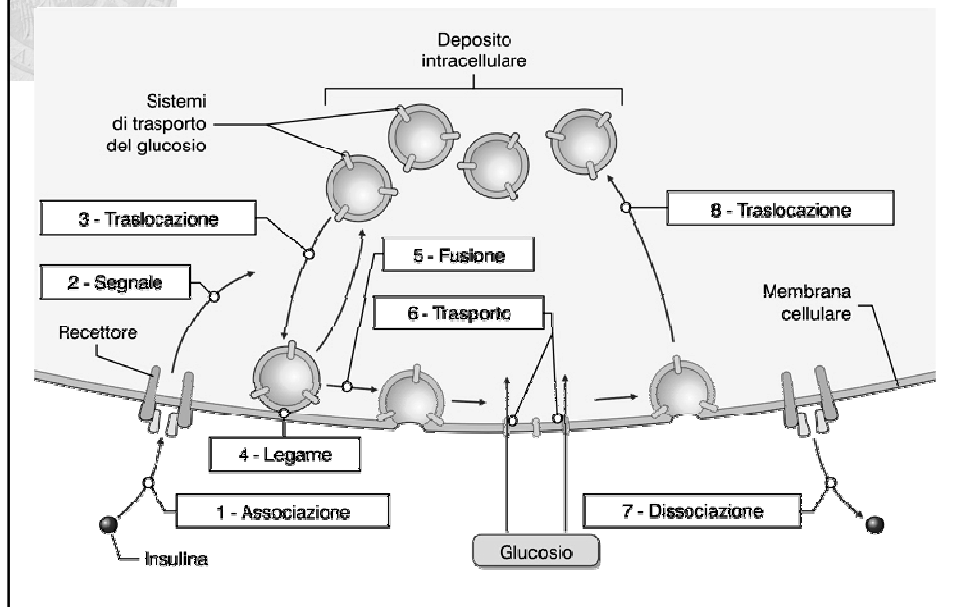 Deposito
intracellulare
Sistemi
di trasporto
del glucosio
3 - Traslocazione
8 - Traslocazione
5 - Fusione
2 - Segnale
6 - Trasporto
Membrana
cellulare
Recettore
4 - Legame
1 - Associazione
7 - Dissociazione
Glucosio
Insulina